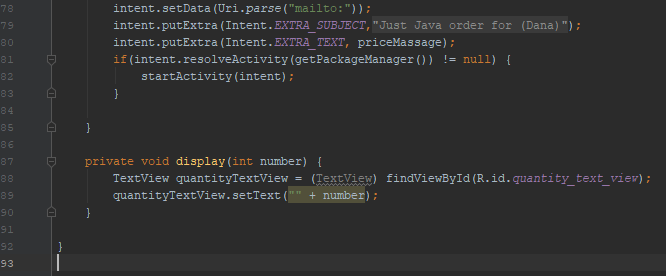 78 intent.setData(Uri.parse("mailto:"));
79 intent.putExtra(Intent.EXTRA_SUBJECT,"Just Java order for (Dana)");
80 intent.putExtra(Intent.EXTRA_TEXT, priceMassage);
81 if(intent.resolveActivity(getPackageManager()) != null) {
82 startActivity(intent);
83 }
84
85 }
86
87 private void display(int number) {
88 TextView quantityTextView = (TextView) findViewById(R.id.quantity_text_view);
89 quantityTextView.setText("" + number);
90 }
91
92 }
93